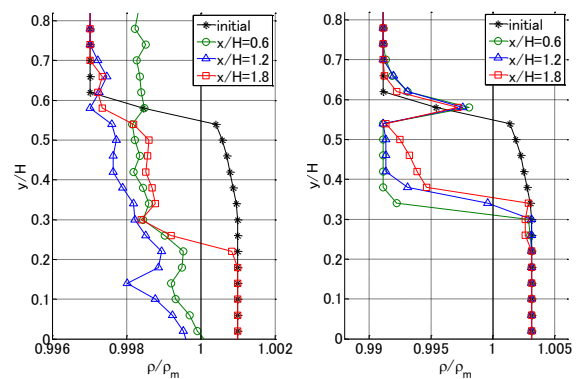 initial
x/H=0.6
x/H=1.2
x/H=1.8
y/H
0.8
0.7
0.6
0.5
0.4
0.3
0.2
0.1
0
0.996
0.998
1
1.002
ρ/ρm
initial
x/H=0.6
x/H=1.2
x/H=1.8
y/H
0.8
0.7
0.6
0.5
0.4
0.3
0.2
0.1
0
0.99
0.995
1
1.005
ρ/ρm